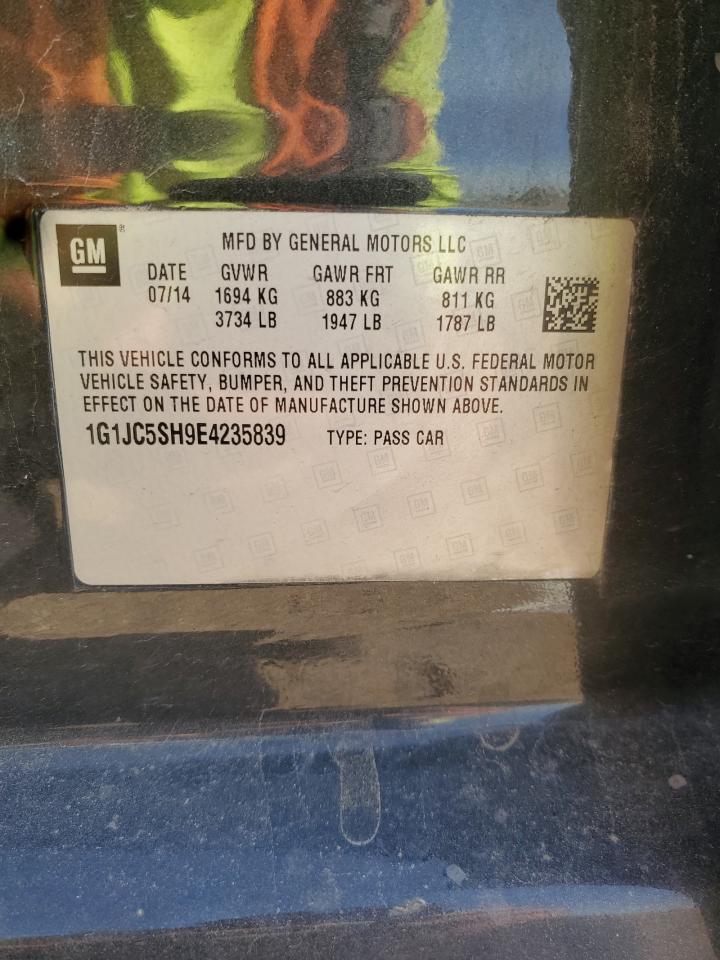 GM ®
MFD BY GENERAL MOTORS LLC
DATE GVWR GAWR FRT GAWR RR
07/14 1694 KG 883 KG 811 KG
3734 LB 1947 LB 1787 LB
THIS VEHICLE CONFORMS TO ALL APPLICABLE U.S. FEDERAL MOTOR
VEHICLE SAFETY, BUMPER, AND THEFT PREVENTION STANDARDS IN
EFFECT ON THE DATE OF MANUFACTURE SHOWN ABOVE.
1G1JC5SH9E4235839 TYPE: PASS CAR